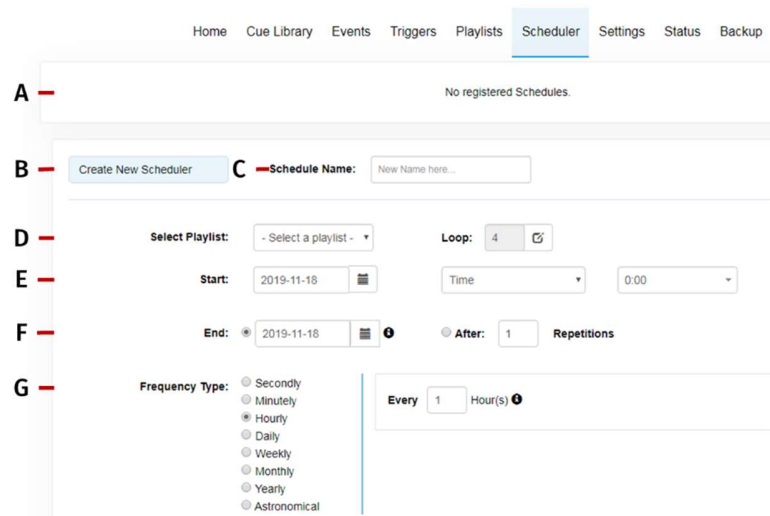 Home Cue Library Events Triggers Playlists Scheduler Settings Status Backup
A No registered Schedules.
B Create New Scheduler C Schedule Name: New Name here...
D Select Playlist: - Select a playlist - Loop: 4
E Start: 2019-11-18 Time 0:00
F End: 2019-11-18 After: 1 Repetitions
G Frequency Type: Secondly
Minutely
Every 1 Hour(s)
Hourly
Daily
Weekly
Monthly
Yearly
Astronomical